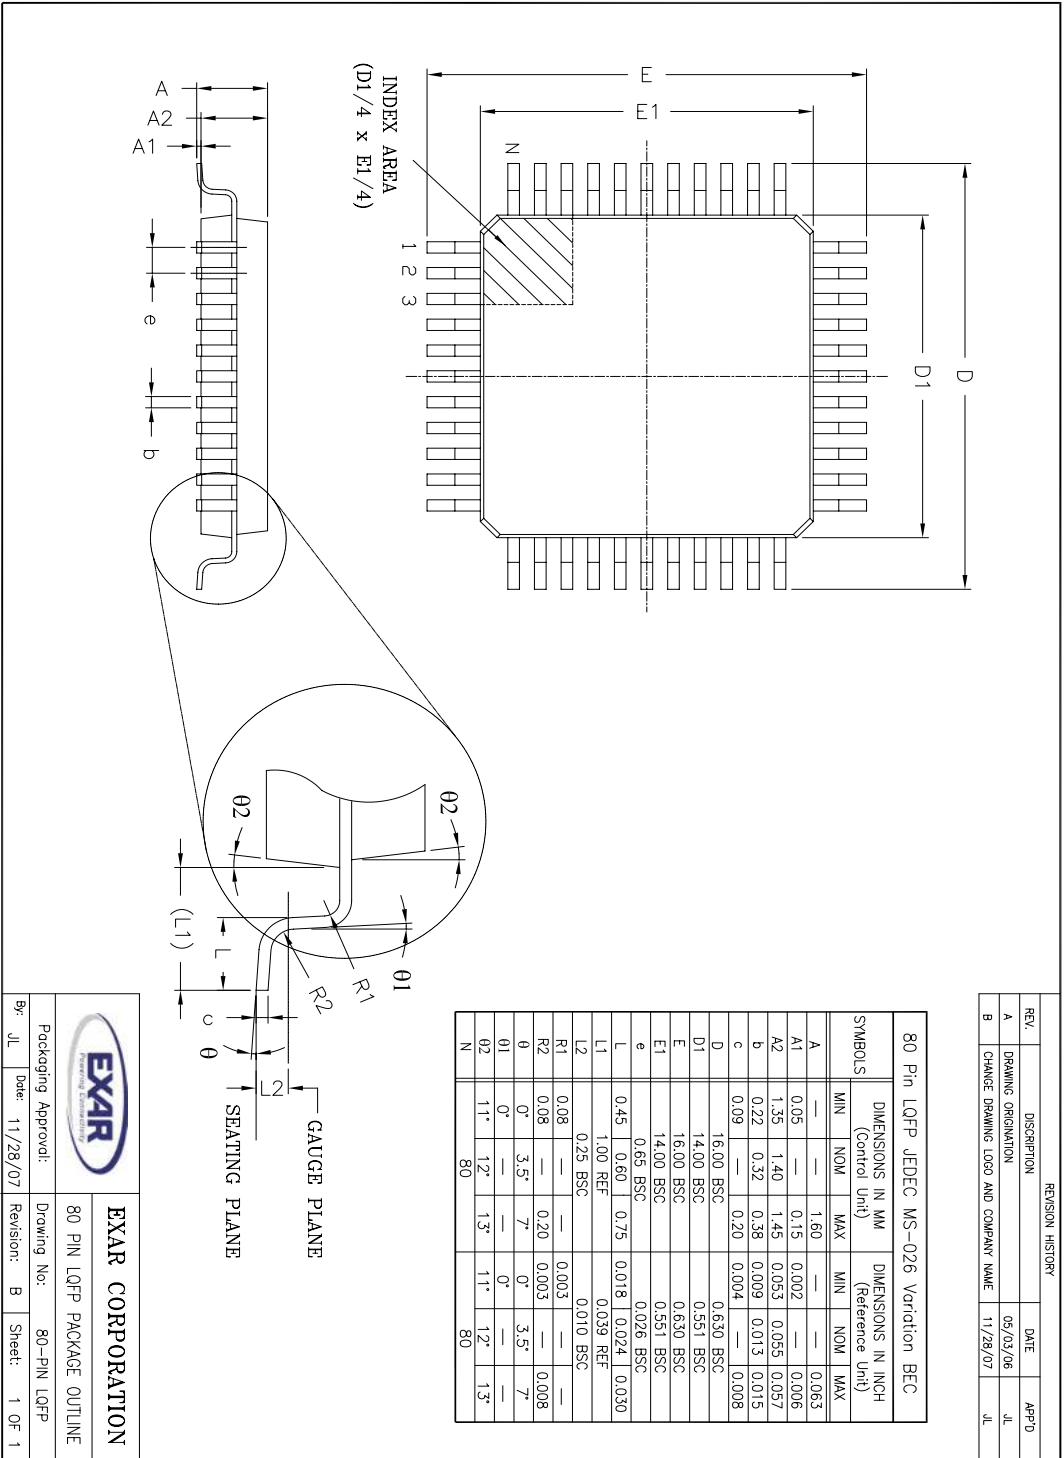 REVISION HISTORY
REV. DISCRIPTION DATE APP'D
A DRAWING ORIGINATION 05/03/06 JL
B CHANGE DRAWING LOGO AND COMPANY NAME 11/28/07 JL
D
D1
E
E1
N
1 2 3
INDEX AREA
(D1/4 x E1/4)
A
A2
A1
e
b
θ2
θ2
θ1
R1
R2
L
(L1)
c
θ
L2
GAUGE PLANE
SEATING PLANE
80 Pin LQFP JEDEC MS-026 Variation BEC
SYMBOLS DIMENSIONS IN MM (Control Unit) DIMENSIONS IN INCH (Reference Unit)
MIN NOM MAX MIN NOM MAX
A — — 1.60 — — 0.063
A1 0.05 — 0.15 0.002 — 0.006
A2 1.35 1.40 1.45 0.053 0.055 0.057
b 0.22 0.32 0.38 0.009 0.013 0.015
c 0.09 — 0.20 0.004 — 0.008
D 16.00 BSC 0.630 BSC
D1 14.00 BSC 0.551 BSC
E 16.00 BSC 0.630 BSC
E1 14.00 BSC 0.551 BSC
e 0.65 BSC 0.026 BSC
L 0.45 0.60 0.75 0.018 0.024 0.030
L1 1.00 REF 0.039 REF
L2 0.25 BSC 0.010 BSC
R1 0.08 — — 0.003 — —
R2 0.08 — 0.20 0.003 — 0.008
θ 0° 3.5° 7° 0° 3.5° 7°
θ1 0° — — 0° — —
θ2 11° 12° 13° 11° 12° 13°
N 80 80
EXAR
Powering Connectivity
EXAR CORPORATION
80 PIN LQFP PACKAGE OUTLINE
Packaging Approval: Drawing No: 80-PIN LQFP
By: JL Date: 11/28/07 Revision: B Sheet: 1 OF 1